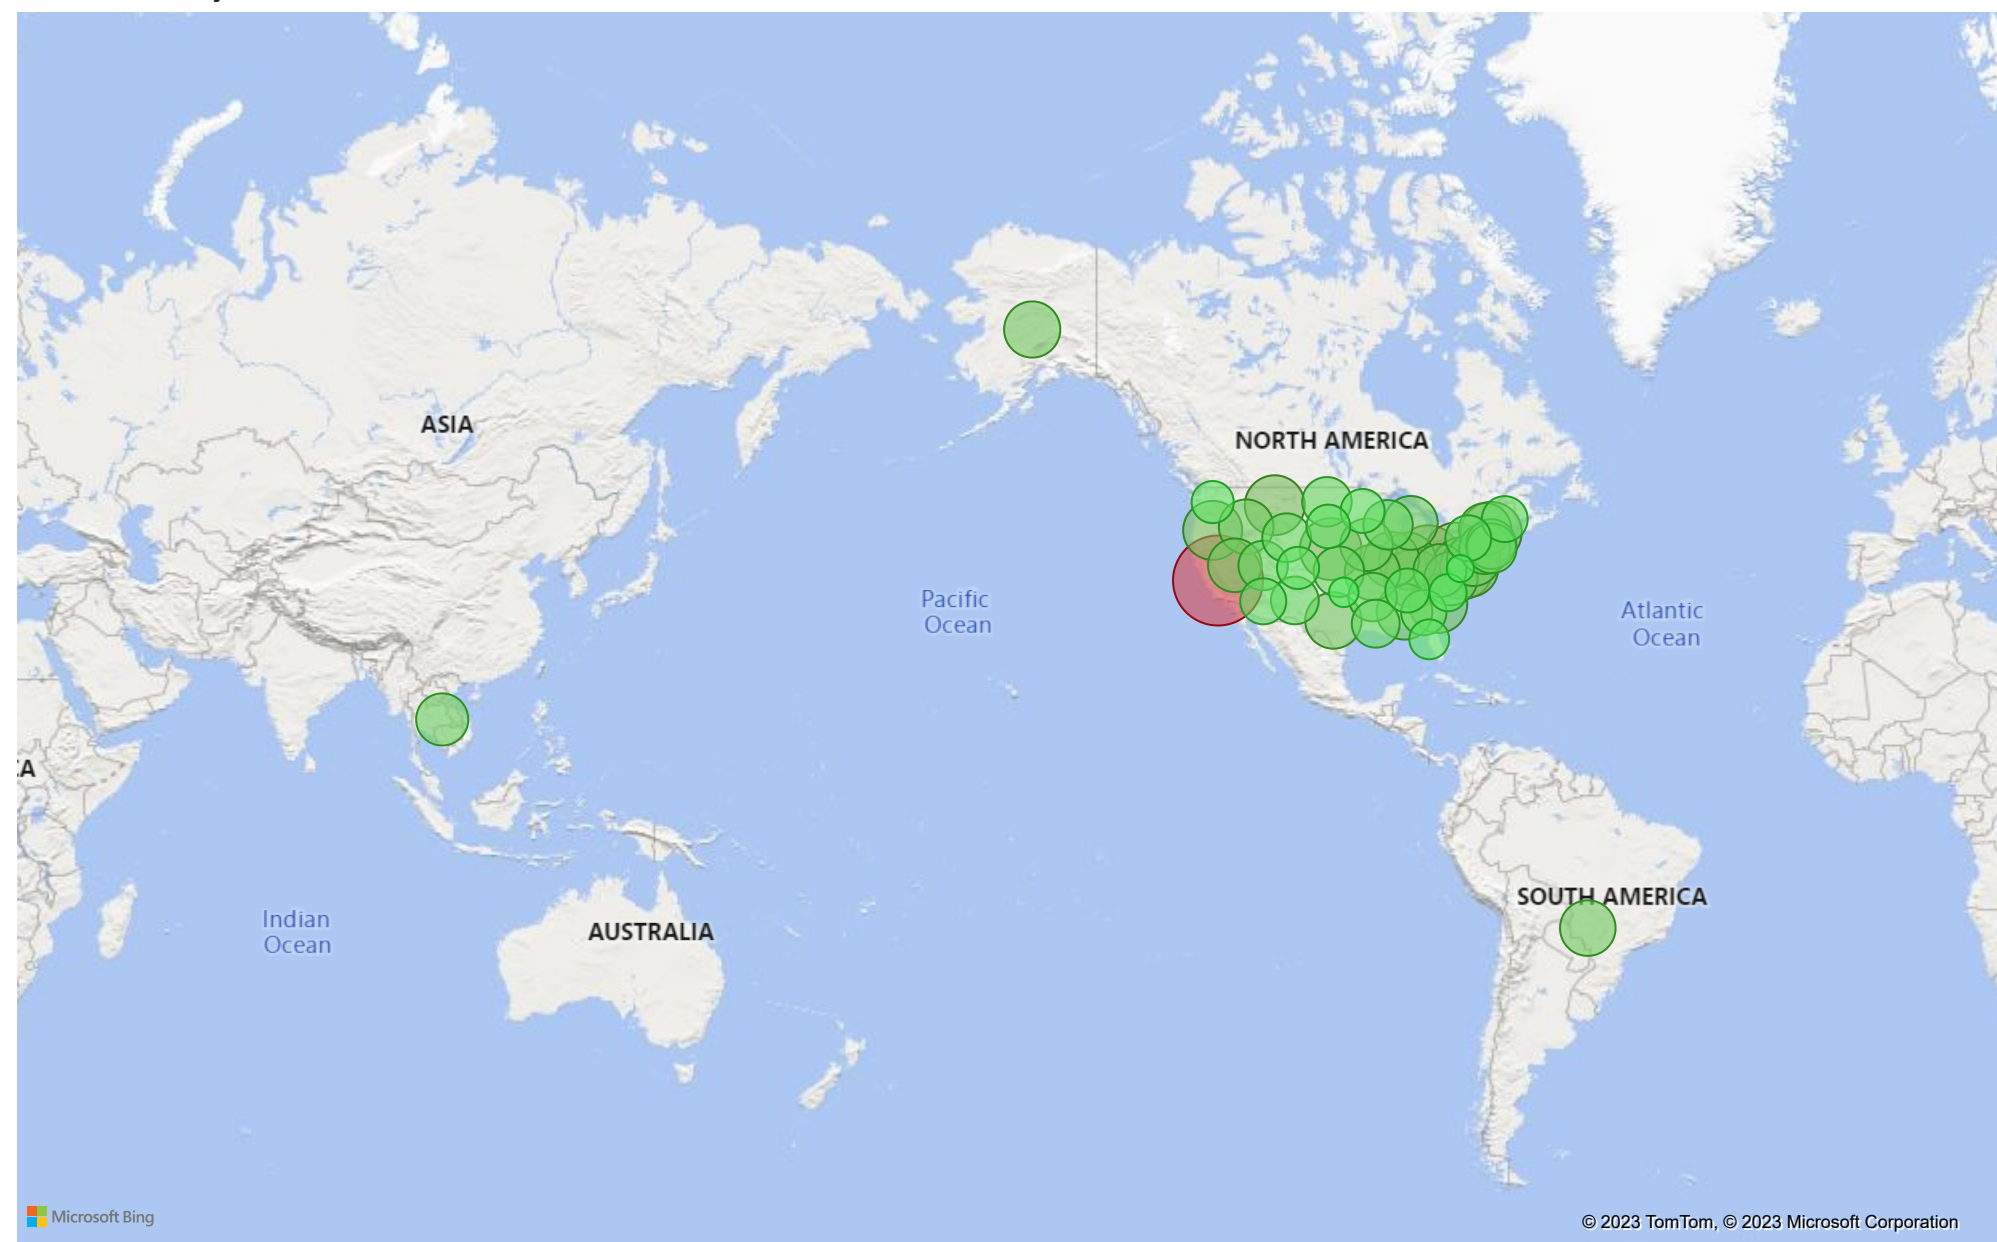 ASIA
NORTH AMERICA
Pacific
Ocean
Atlantic
Ocean
CA
SOUTH AMERICA
Indian
Ocean
AUSTRALIA
Microsoft Bing
© 2023 TomTom, © 2023 Microsoft Corporation